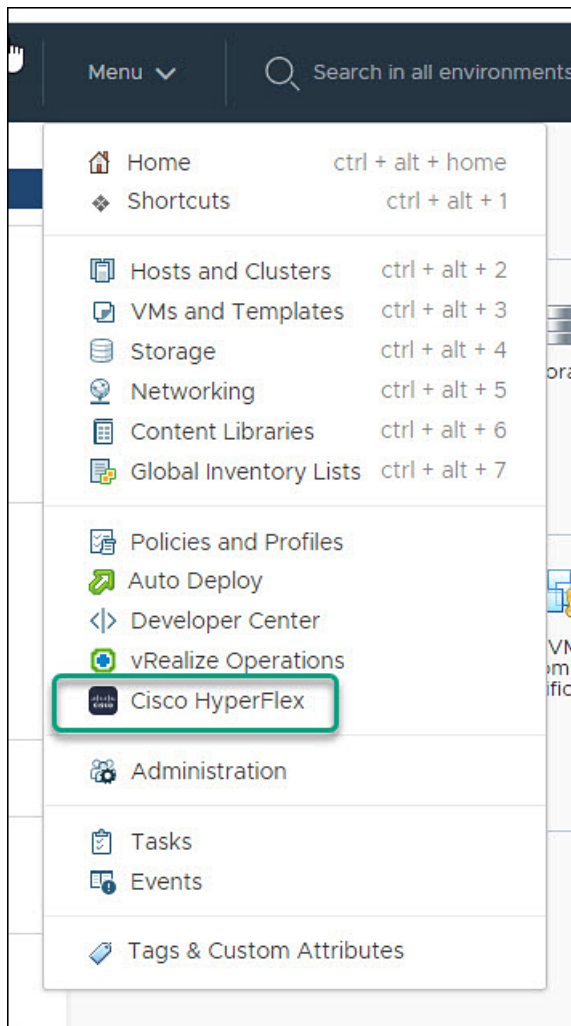 Menu
Search in all environments
Home ctrl + alt + home
Shortcuts ctrl + alt + 1
Hosts and Clusters ctrl + alt + 2
VMs and Templates ctrl + alt + 3
Storage ctrl + alt + 4
Networking ctrl + alt + 5
Content Libraries ctrl + alt + 6
Global Inventory Lists ctrl + alt + 7
Policies and Profiles
Auto Deploy
Developer Center
vRealize Operations
Cisco HyperFlex
Administration
Tasks
Events
Tags & Custom Attributes